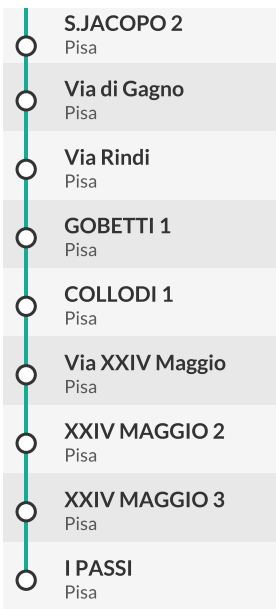 S.JACOPO 2
Pisa
Via di Gagno
Pisa
Via Rindi
Pisa
GOBETTI 1
Pisa
COLLODI 1
Pisa
Via XXIV Maggio
Pisa
XXIV MAGGIO 2
Pisa
XXIV MAGGIO 3
Pisa
I PASSI
Pisa